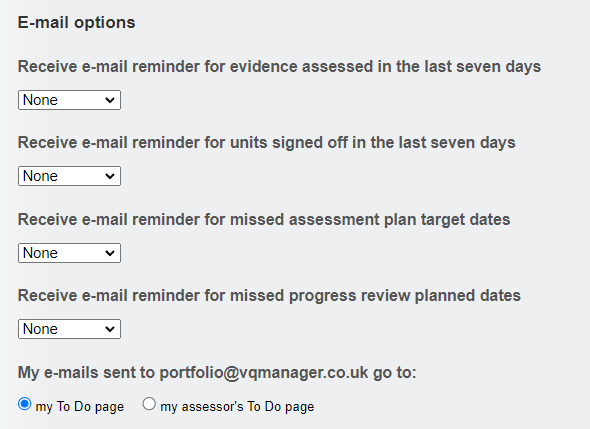 E-mail options
Receive e-mail reminder for evidence assessed in the last seven days
None
Receive e-mail reminder for units signed off in the last seven days
None
Receive e-mail reminder for missed assessment plan target dates
None
Receive e-mail reminder for missed progress review planned dates
None
My e-mails sent to portfolio@vqmanager.co.uk go to:
my To Do page my assessor's To Do page